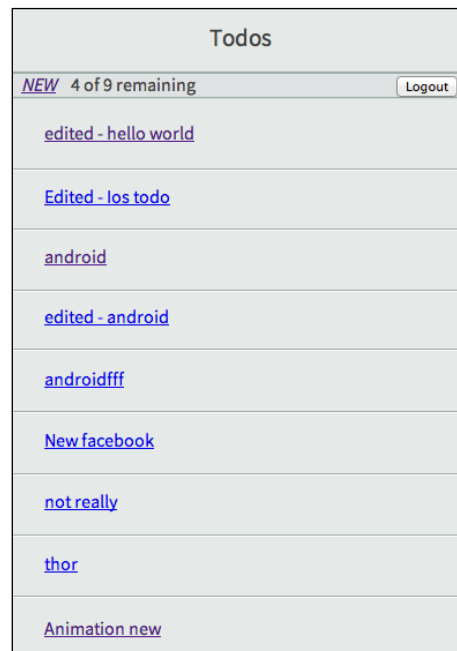 Todos
NEW 4 of 9 remaining Logout
edited - hello world
Edited - Ios todo
android
edited - android
androidfff
New facebook
not really
thor
Animation new